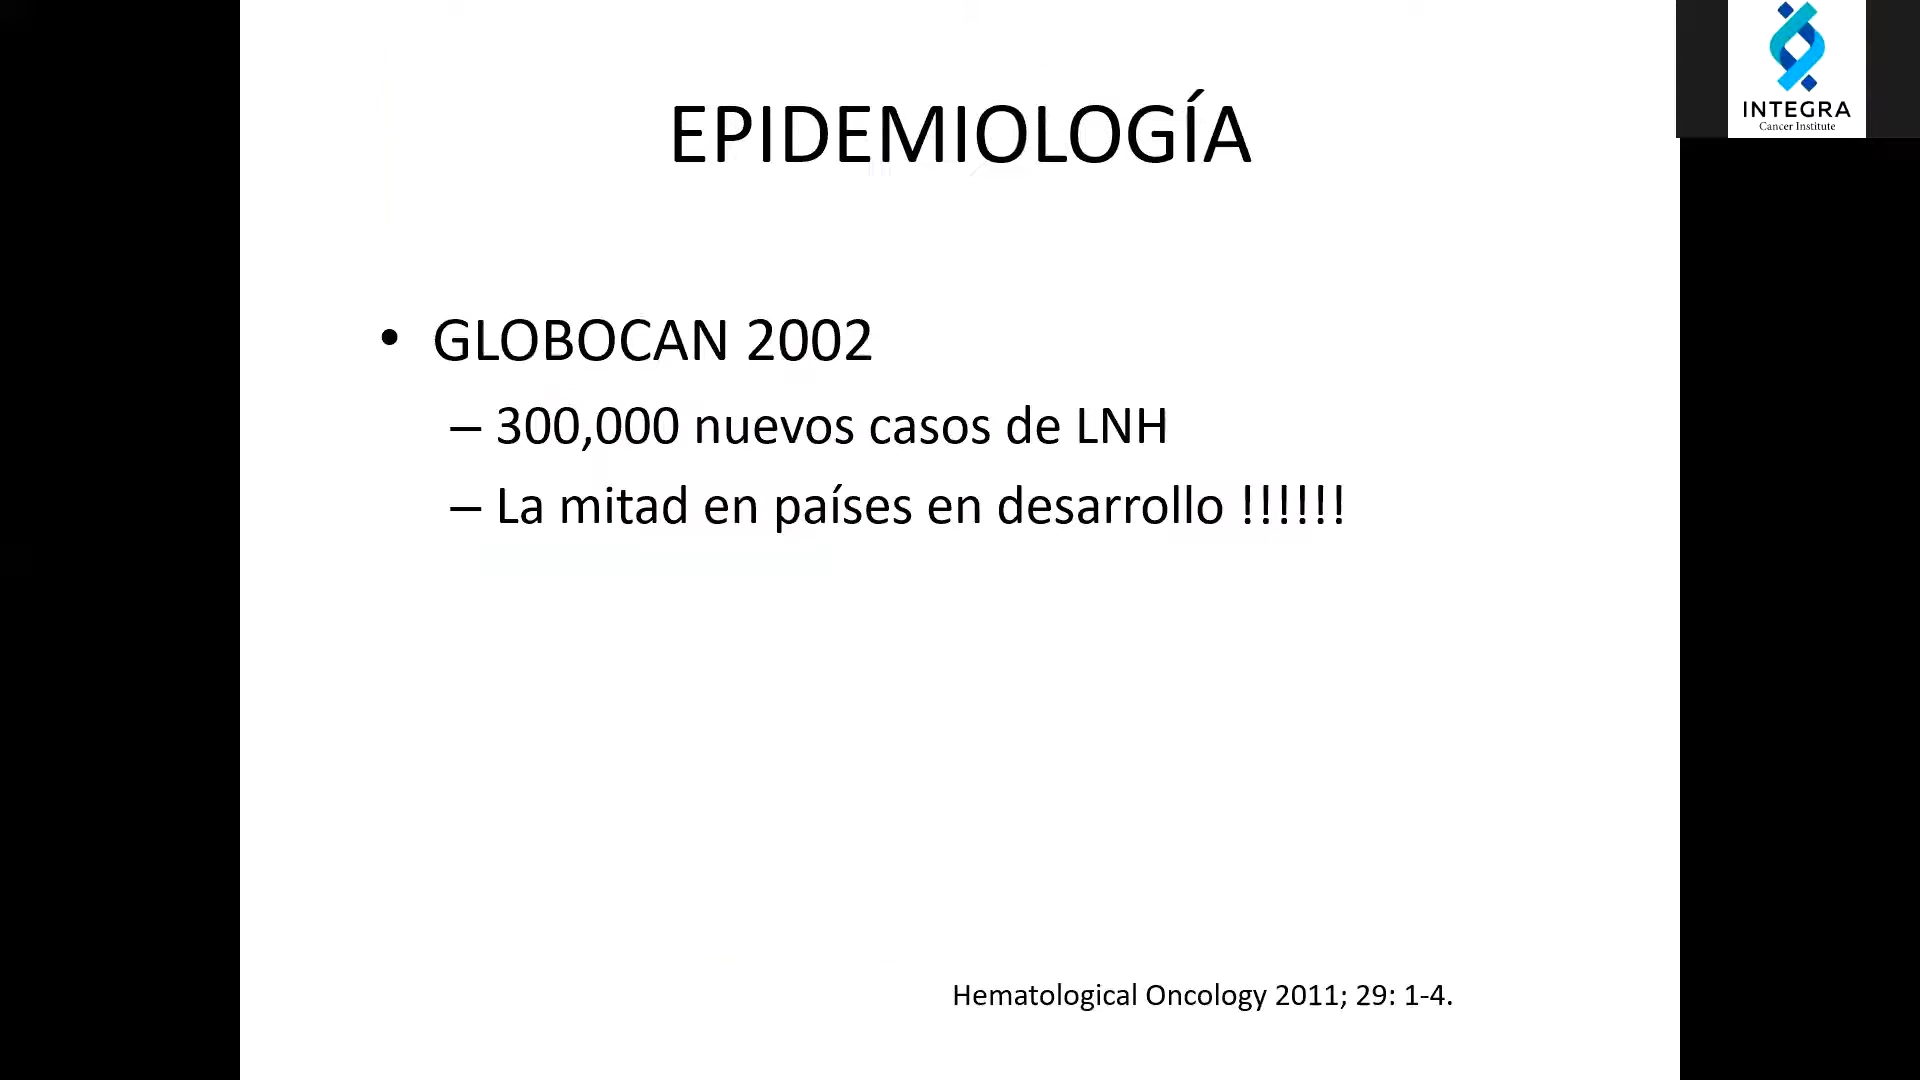 INTEGRA
Cancer Institute
EPIDEMIOLOGÍA
• GLOBOCAN 2002
– 300,000 nuevos casos de LNH
– La mitad en países en desarrollo !!!!!!
Hematological Oncology 2011; 29: 1-4.